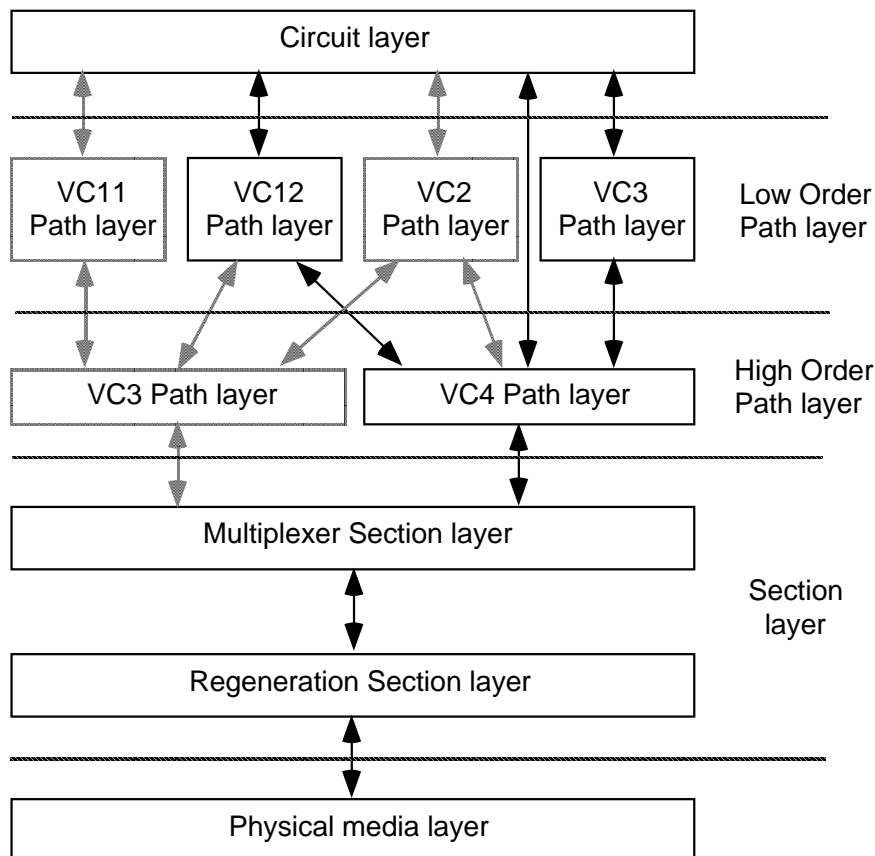 Circuit layer
VC11
Path layer
VC12
Path layer
VC2
Path layer
VC3
Path layer
Low Order
Path layer
VC3 Path layer
VC4 Path layer
High Order
Path layer
Multiplexer Section layer
Section
layer
Regeneration Section layer
Physical media layer